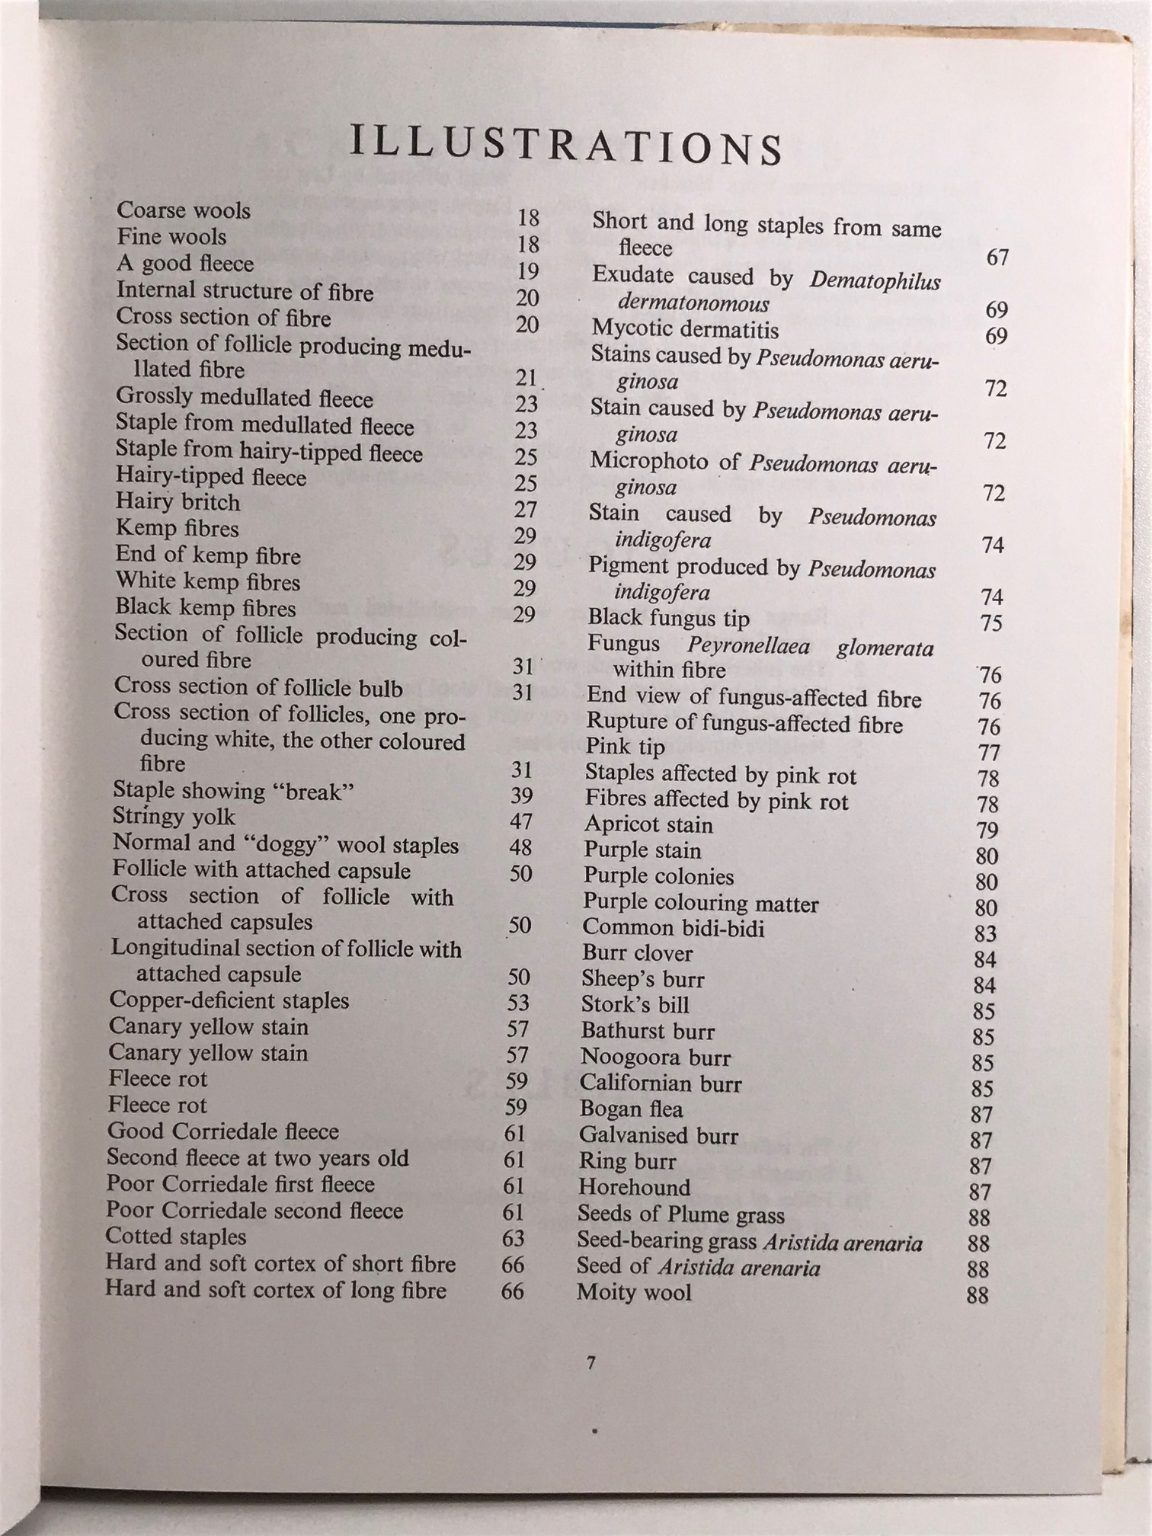 ILLUSTRATIONS
Coarse wools 18
Fine wools 18
A good fleece 19
Internal structure of fibre 20
Cross section of fibre 20
Section of follicle producing medu-
llated fibre 21
Grossly medullated fleece 23
Staple from medullated fleece 23
Staple from hairy-tipped fleece 25
Hairy-tipped fleece 25
Hairy britch 27
Kemp fibres 29
End of kemp fibre 29
White kemp fibres 29
Black kemp fibres 29
Section of follicle producing col-
oured fibre 31
Cross section of follicle bulb 31
Cross section of follicles, one pro-
ducing white, the other coloured
fibre 31
Staple showing “break” 39
Stringy yolk 47
Normal and “doggy” wool staples 48
Follicle with attached capsule 50
Cross section of follicle with
attached capsules 50
Longitudinal section of follicle with
attached capsule 50
Copper-deficient staples 53
Canary yellow stain 57
Canary yellow stain 57
Fleece rot 59
Fleece rot 59
Good Corriedale fleece 61
Second fleece at two years old 61
Poor Corriedale first fleece 61
Poor Corriedale second fleece 61
Cotted staples 63
Hard and soft cortex of short fibre 66
Hard and soft cortex of long fibre 66
Short and long staples from same
fleece 67
Exudate caused by Dematophilus
dermatonomous 69
Mycotic dermatitis 69
Stains caused by Pseudomonas aeru-
ginosa 72
Stain caused by Pseudomonas aeru-
ginosa 72
Microphoto of Pseudomonas aeru-
ginosa 72
Stain caused by Pseudomonas
indigofera 74
Pigment produced by Pseudomonas
indigofera 74
Black fungus tip 75
Fungus Peyronellaea glomerata
within fibre 76
End view of fungus-affected fibre 76
Rupture of fungus-affected fibre 76
Pink tip 77
Staples affected by pink rot 78
Fibres affected by pink rot 78
Apricot stain 79
Purple stain 80
Purple colonies 80
Purple colouring matter 80
Common bidi-bidi 83
Burr clover 84
Sheep’s burr 84
Stork’s bill 85
Bathurst burr 85
Noogoora burr 85
Californian burr 85
Bogan flea 87
Galvanised burr 87
Ring burr 87
Horehound 87
Seeds of Plume grass 88
Seed-bearing grass Aristida arenaria 88
Seed of Aristida arenaria 88
Moity wool 88
7